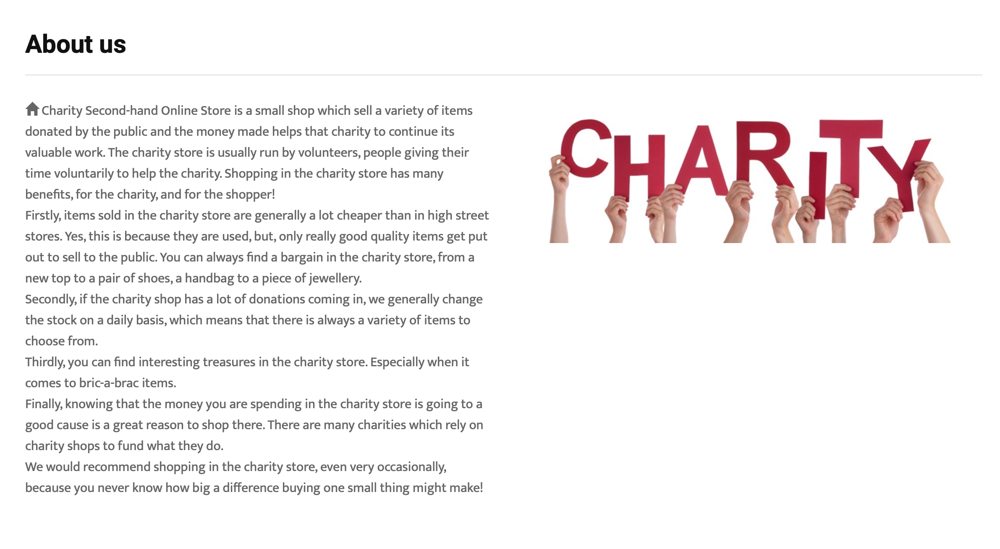 About us
Charity Second-hand Online Store is a small shop which sell a variety of items
donated by the public and the money made helps that charity to continue its
valuable work. The charity store is usually run by volunteers, people giving their
time voluntarily to help the charity. Shopping in the charity store has many
benefits, for the charity, and for the shopper!
Firstly, items sold in the charity store are generally a lot cheaper than in high street
stores. Yes, this is because they are used, but, only really good quality items get put
out to sell to the public. You can always find a bargain in the charity store, from a
new top to a pair of shoes, a handbag to a piece of jewellery.
Secondly, if the charity shop has a lot of donations coming in, we generally change
the stock on a daily basis, which means that there is always a variety of items to
choose from.
Thirdly, you can find interesting treasures in the charity store. Especially when it
comes to bric-a-brac items.
Finally, knowing that the money you are spending in the charity store is going to a
good cause is a great reason to shop there. There are many charities which rely on
charity shops to fund what they do.
We would recommend shopping in the charity store, even very occasionally,
because you never know how big a difference buying one small thing might make!
CHARiTY